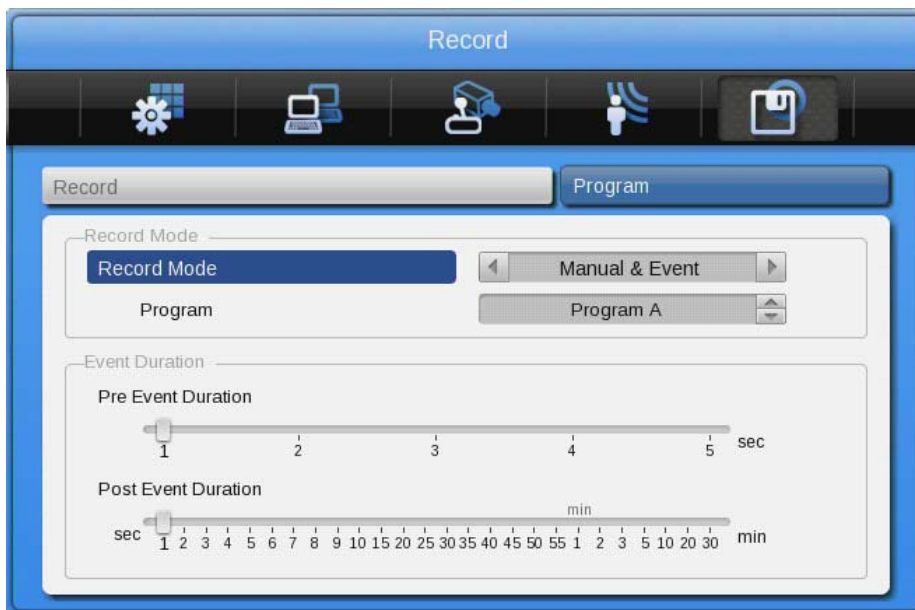 Record
Record
Program
Record Mode
Record Mode
Manual & Event
Program
Program A
Event Duration
Pre Event Duration
1 2 3 4 5 sec
Post Event Duration
min
sec 1 2 3 4 5 6 7 8 9 10 15 20 25 30 35 40 45 50 55 1 2 3 5 10 20 30 min